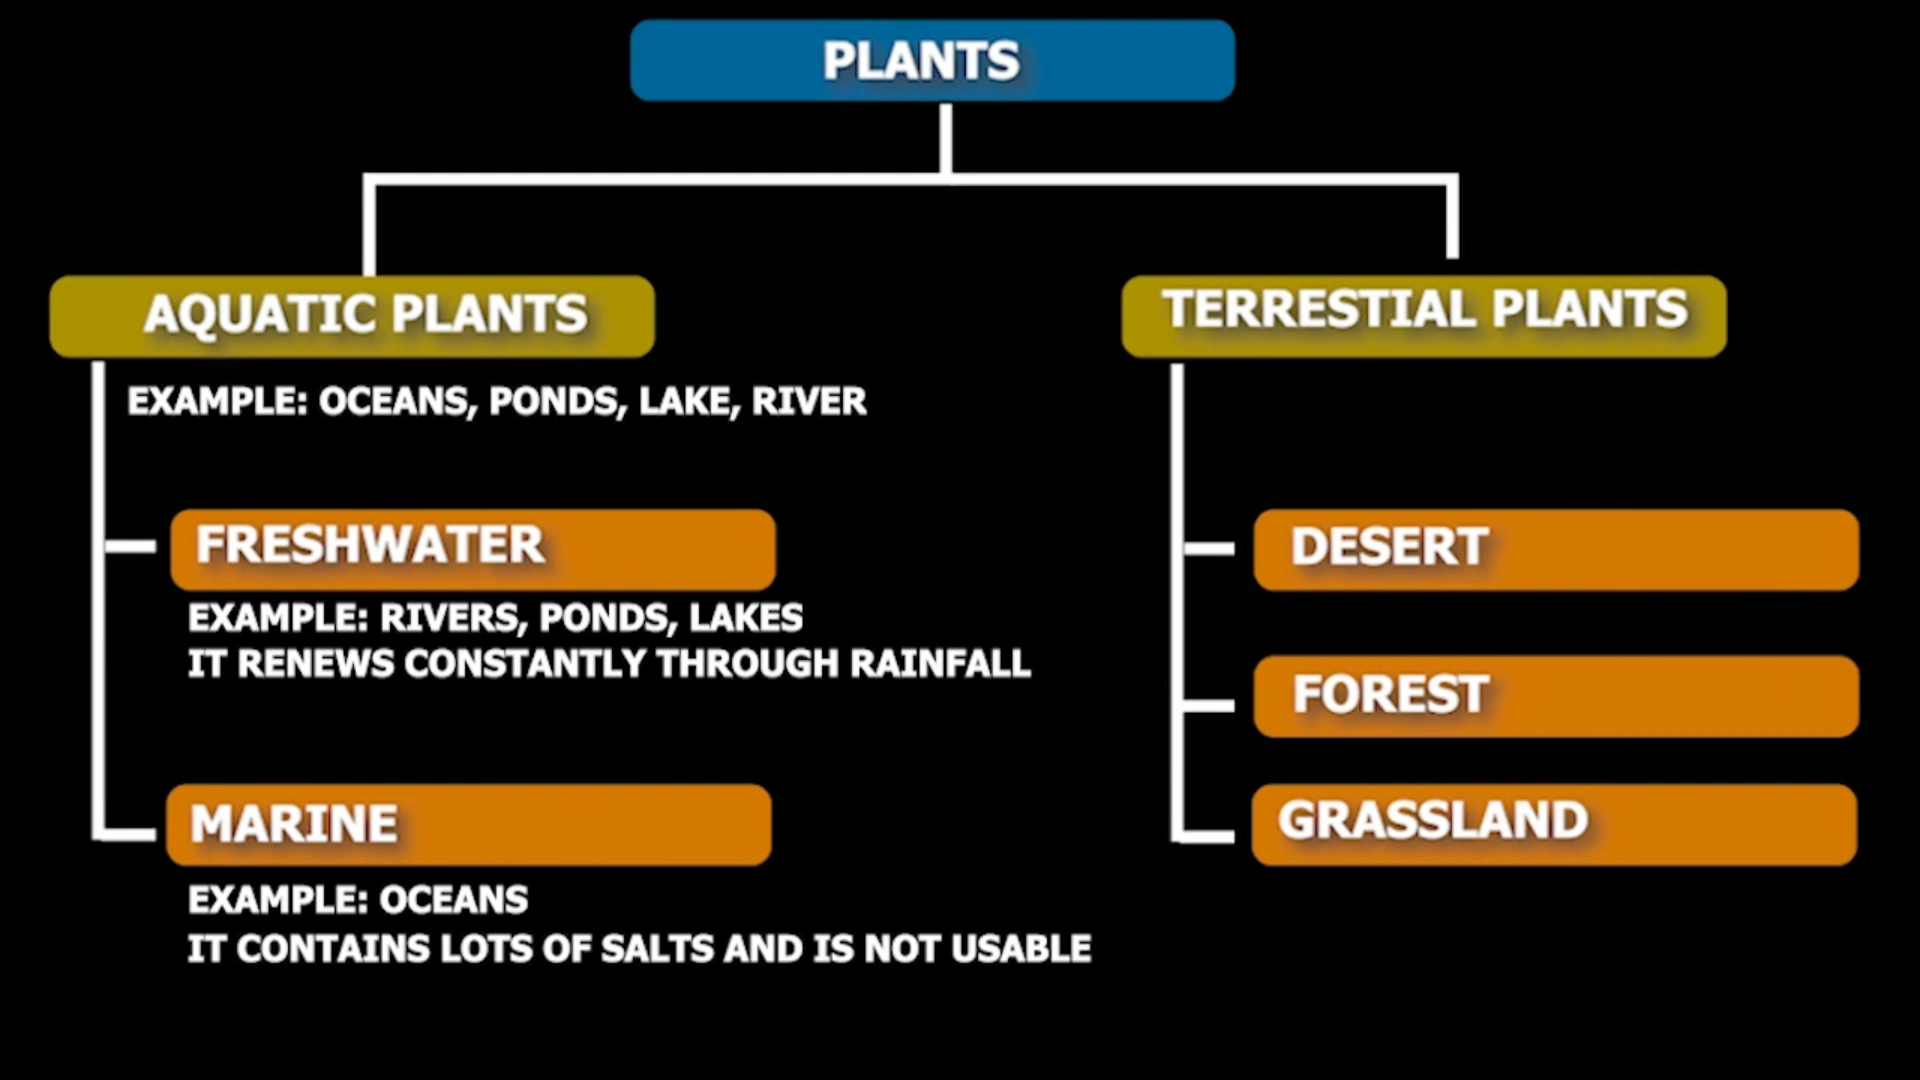 PLANTS
AQUATIC PLANTS
EXAMPLE: OCEANS, PONDS, LAKE, RIVER
FRESHWATER
EXAMPLE: RIVERS, PONDS, LAKES
IT RENEWS CONSTANTLY THROUGH RAINFALL
MARINE
EXAMPLE: OCEANS
IT CONTAINS LOTS OF SALTS AND IS NOT USABLE
TERRESTIAL PLANTS
DESERT
FOREST
GRASSLAND